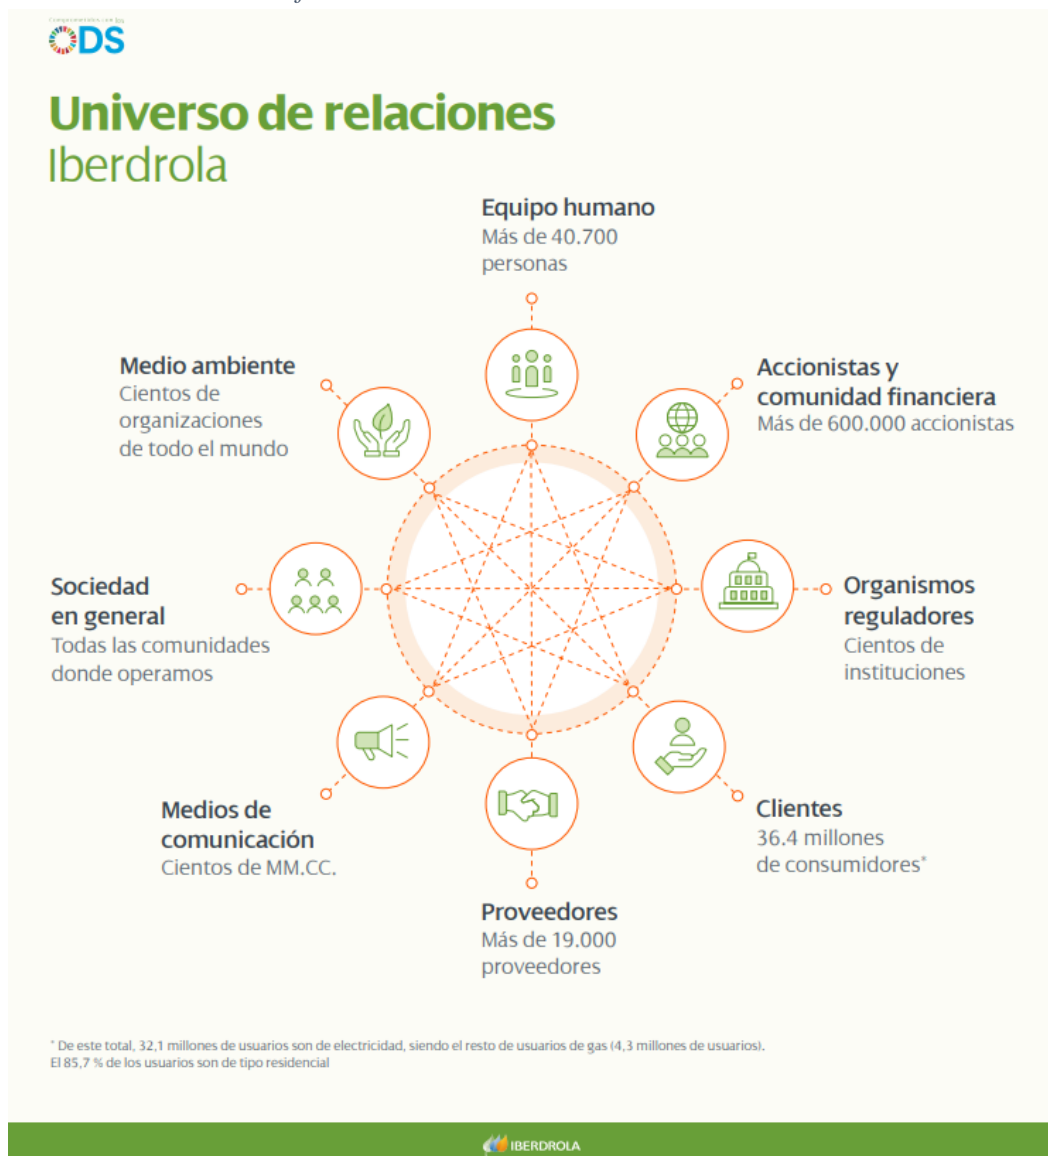 Comprometidos con los
ODS
Universo de relaciones
Iberdrola
Equipo humano
Más de 40.700
personas
Accionistas y
comunidad financiera
Más de 600.000 accionistas
Organismos
reguladores
Cientos de
instituciones
Clientes
36.4 millones
de consumidores*
Proveedores
Más de 19.000
proveedores
Medios de
comunicación
Cientos de MM.CC.
Sociedad
en general
Todas las comunidades
donde operamos
Medio ambiente
Cientos de
organizaciones
de todo el mundo
* De este total, 32,1 millones de usuarios son de electricidad, siendo el resto de usuarios de gas (4,3 millones de usuarios).
El 85,7 % de los usuarios son de tipo residencial
IBERDROLA